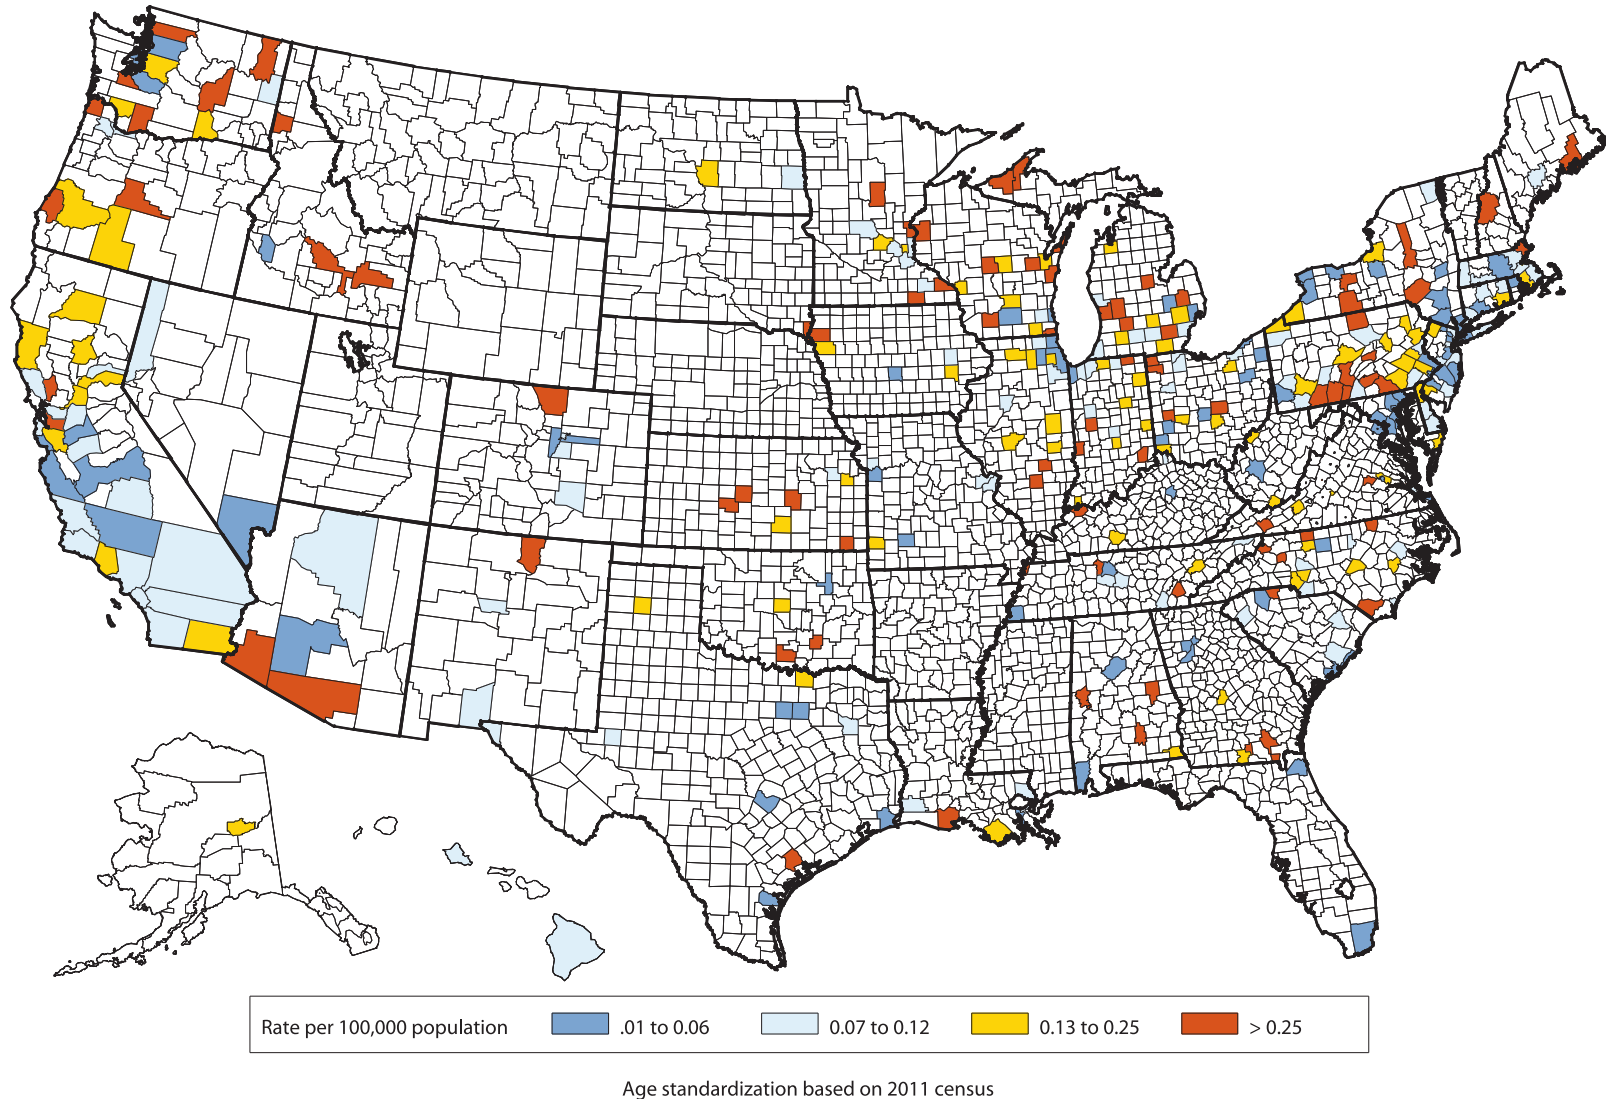 Rate per 100,000 population .01 to 0.06 0.07 to 0.12 0.13 to 0.25 > 0.25
Age standardization based on 2011 census